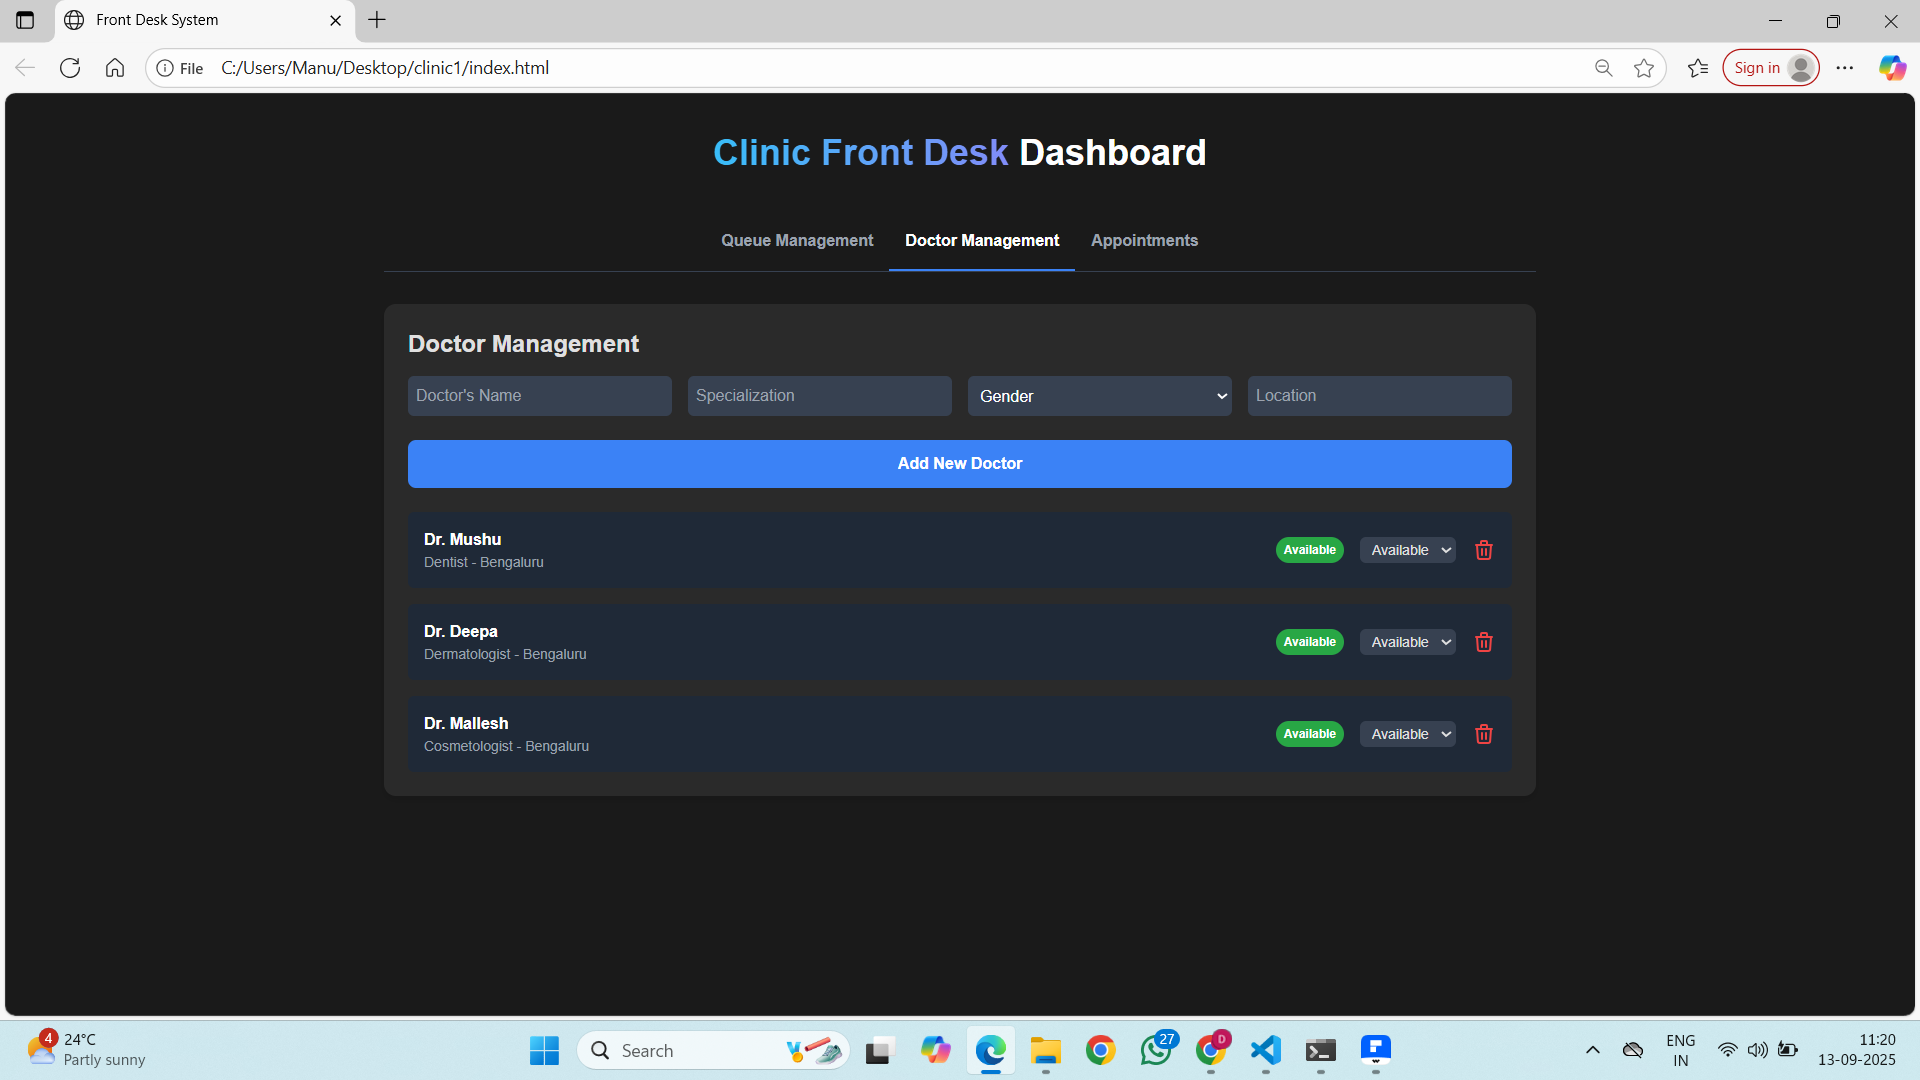 Front Desk System
File C:/Users/Manu/Desktop/clinic1/index.html
Sign in
Clinic Front Desk Dashboard
Queue Management Doctor Management Appointments
Doctor Management
Doctor's Name Specialization Gender Location
Add New Doctor
Dr. Mushu
Dentist - Bengaluru
Available Available
Dr. Deepa
Dermatologist - Bengaluru
Available Available
Dr. Mallesh
Cosmetologist - Bengaluru
Available Available
4
24°C
Partly sunny
Search
27
D
ENG
IN
11:20
13-09-2025